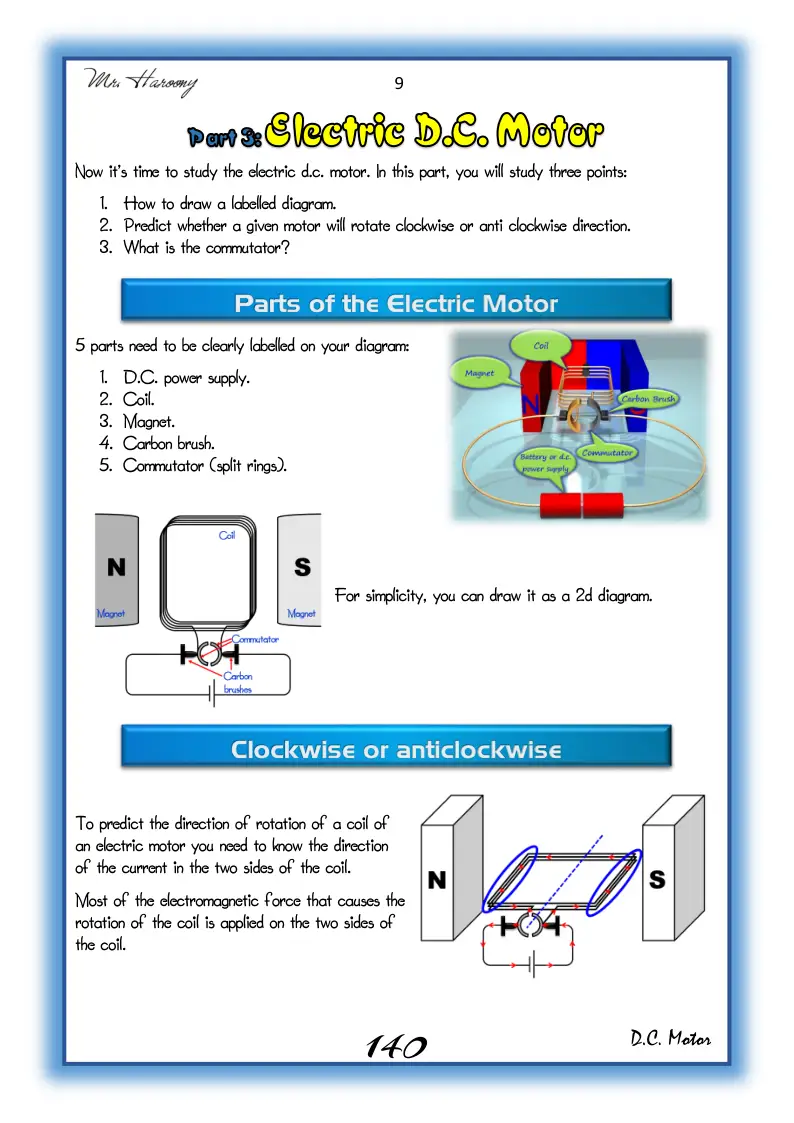 Mr. Haroony
9
Part 3: Electric D.C. Motor
Now it's time to study the electric d.c. motor. In this part, you will study three points:
1. How to draw a labelled diagram.
2. Predict whether a given motor will rotate clockwise or anti clockwise direction.
3. What is the commutator?
Parts of the Electric Motor
5 parts need to be clearly labelled on your diagram:
1. D.C. power supply.
2. Coil.
3. Magnet.
4. Carbon brush.
5. Commutator (split rings).
Coil
Magnet
N
S
Carbon Brush
Commutator
Battery or d.c.
power supply
Coil
N
S
Magnet
Magnet
Commutator
Carbon
brushes
For simplicity, you can draw it as a 2d diagram.
Clockwise or anticlockwise
To predict the direction of rotation of a coil of
an electric motor you need to know the direction
of the current in the two sides of the coil.
Most of the electromagnetic force that causes the
rotation of the coil is applied on the two sides of
the coil.
N
S
140
D.C. Motor